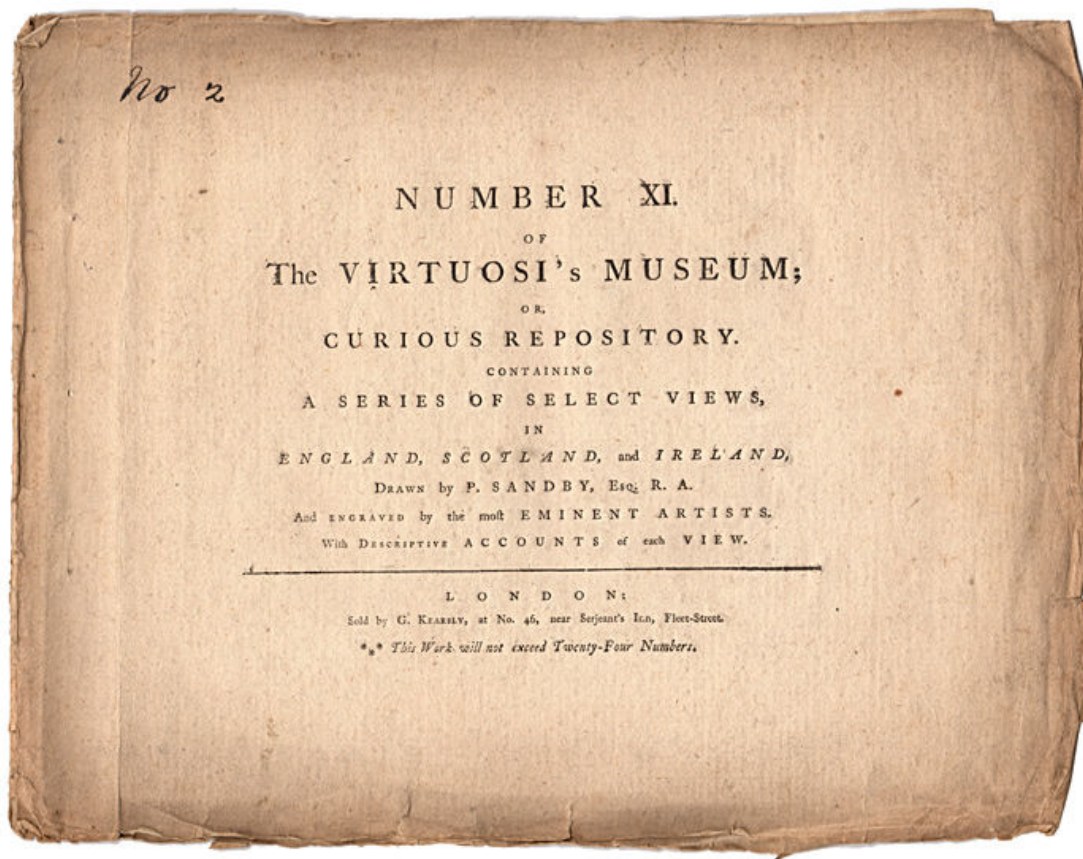 No 2
NUMBER XI.
OF
The VIRTUOSI's MUSEUM;
OR,
CURIOUS REPOSITORY.
CONTAINING
A SERIES OF SELECT VIEWS,
IN
ENGLAND, SCOTLAND, and IRELAND,
DRAWN by P. SANDBY, Esq; R. A.
And ENGRAVED by the moſt EMINENT ARTISTS.
With DESCRIPTIVE ACCOUNTS of each VIEW.
LONDON:
Sold by G. KEARSLY, at No. 46, near Serjeant's Inn, Fleet-Street.
*⁎* This Work will not exceed Twenty-Four Numbers.